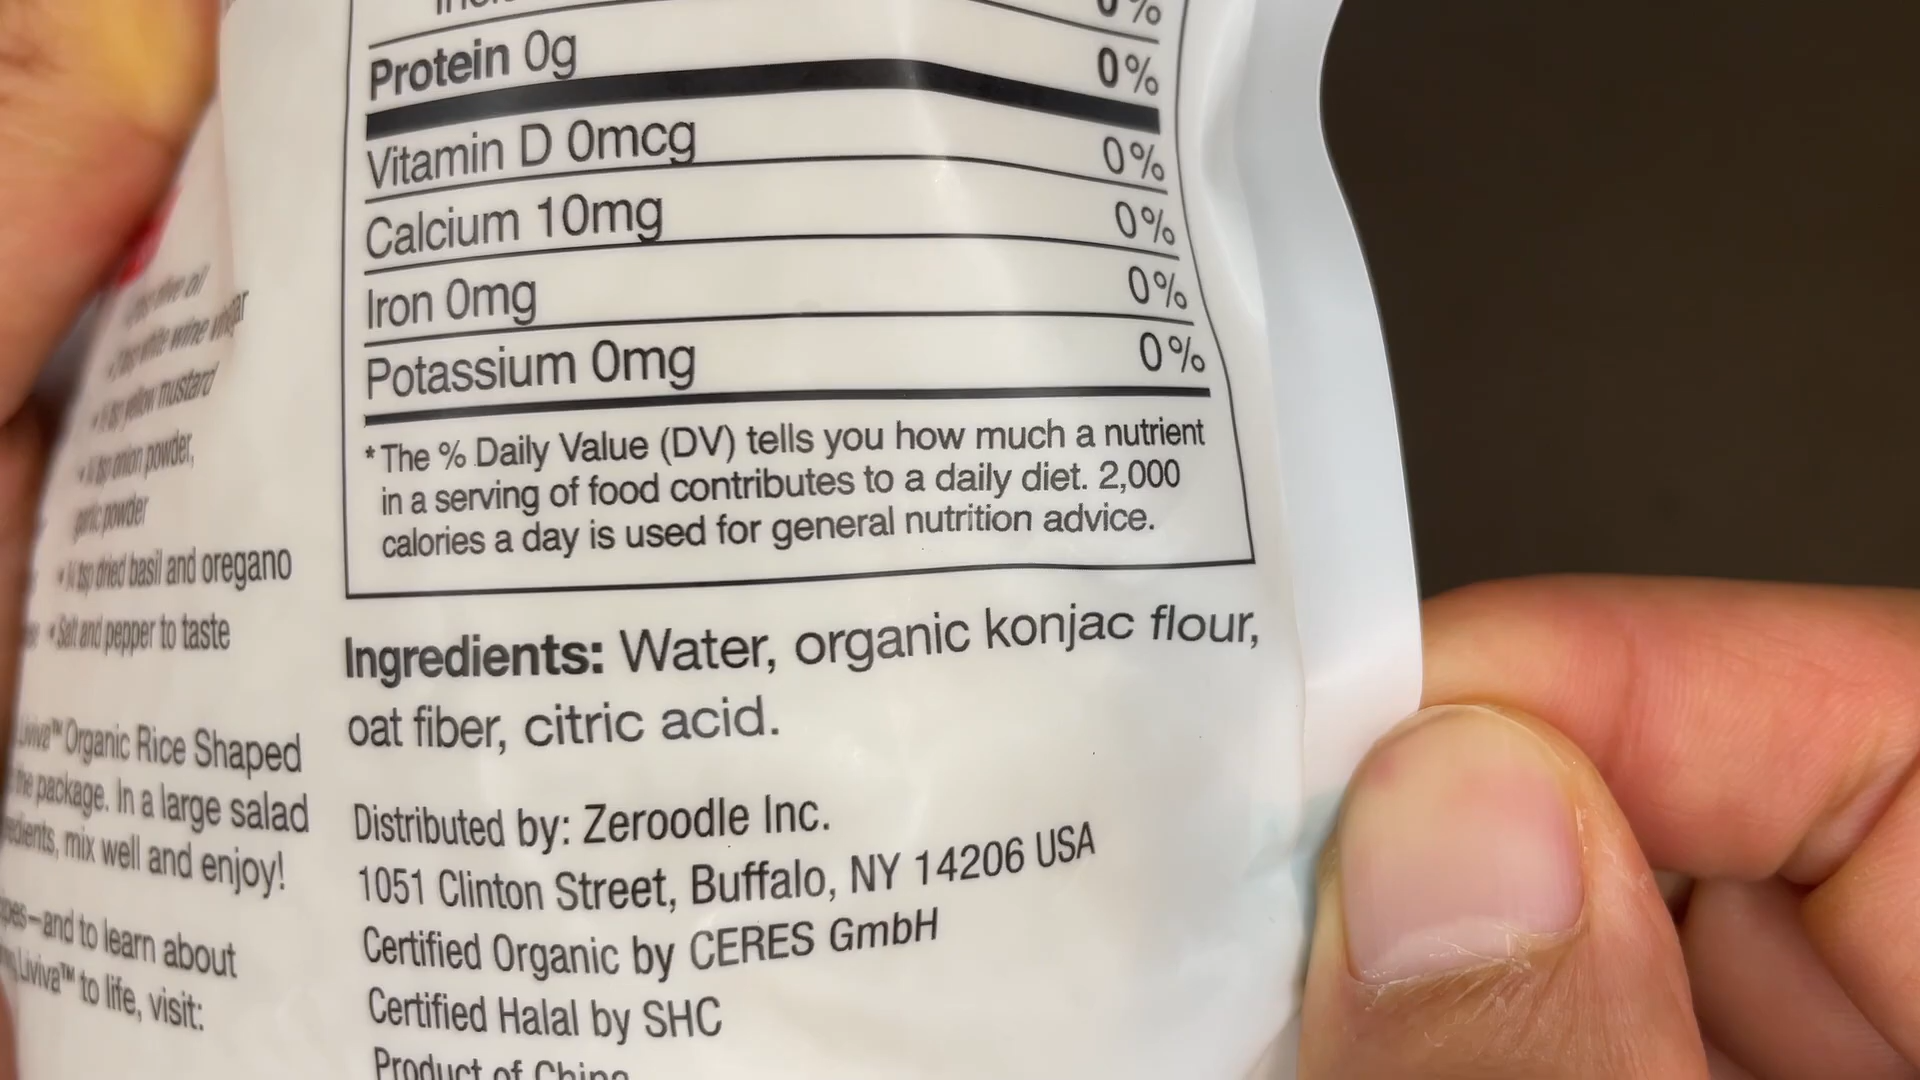 Protein 0g 0%
Vitamin D 0mcg 0%
Calcium 10mg 0%
Iron 0mg 0%
Potassium 0mg 0%
*The % Daily Value (DV) tells you how much a nutrient
in a serving of food contributes to a daily diet. 2,000
calories a day is used for general nutrition advice.
Ingredients: Water, organic konjac flour,
oat fiber, citric acid.
Distributed by: Zeroodle Inc.
1051 Clinton Street, Buffalo, NY 14206 USA
Certified Organic by CERES GmbH
Certified Halal by SHC
Product of China
olive oil
white wine vinegar
yellow mustard
onion powder,
garlic powder
• ¼ tsp dried basil and oregano
• Salt and pepper to taste
Liviva™ Organic Rice Shaped
the package. In a large salad
mix well and enjoy!
and to learn about
Liviva™ to life, visit: